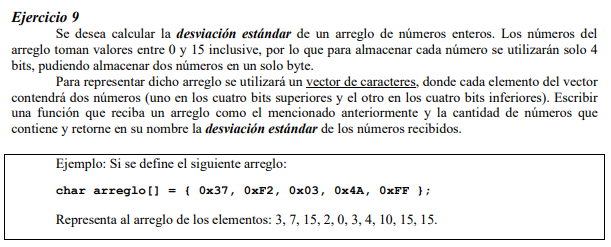 Ejercicio 9
Se desea calcular la desviación estándar de un arreglo de números enteros. Los números del
arreglo toman valores entre 0 y 15 inclusive, por lo que para almacenar cada número se utilizarán solo 4
bits, pudiendo almacenar dos números en un solo byte.
Para representar dicho arreglo se utilizará un vector de caracteres, donde cada elemento del vector
contendrá dos números (uno en los cuatro bits superiores y el otro en los cuatro bits inferiores). Escribir
una función que reciba un arreglo como el mencionado anteriormente y la cantidad de números que
contiene y retorne en su nombre la desviación estándar de los números recibidos.
Ejemplo: Si se define el siguiente arreglo:
char arreglo[] = { 0x37, 0xF2, 0x03, 0x4A, 0xFF };
Representa al arreglo de los elementos: 3, 7, 15, 2, 0, 3, 4, 10, 15, 15.